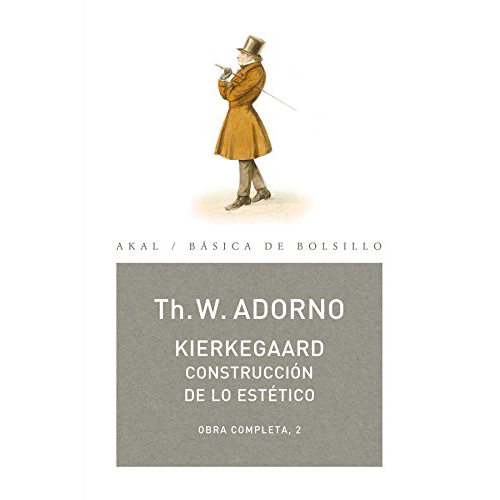 AKAL / BÁSICA DE BOLSILLO
Th. W. ADORNO
KIERKEGAARD
CONSTRUCCIÓN
DE LO ESTÉTICO
OBRA COMPLETA, 2